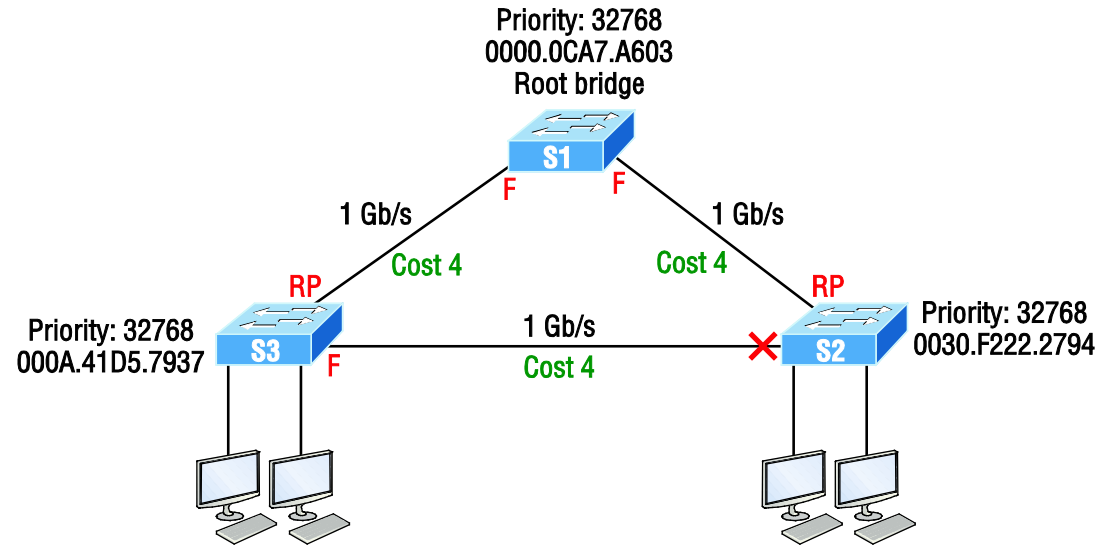 Priority: 32768
0000.0CA7.A603
Root bridge
S1
F
F
1 Gb/s
1 Gb/s
Cost 4
Cost 4
RP
RP
Priority: 32768
000A.41D5.7937
S3
F
1 Gb/s
Cost 4
S2
Priority: 32768
0030.F222.2794